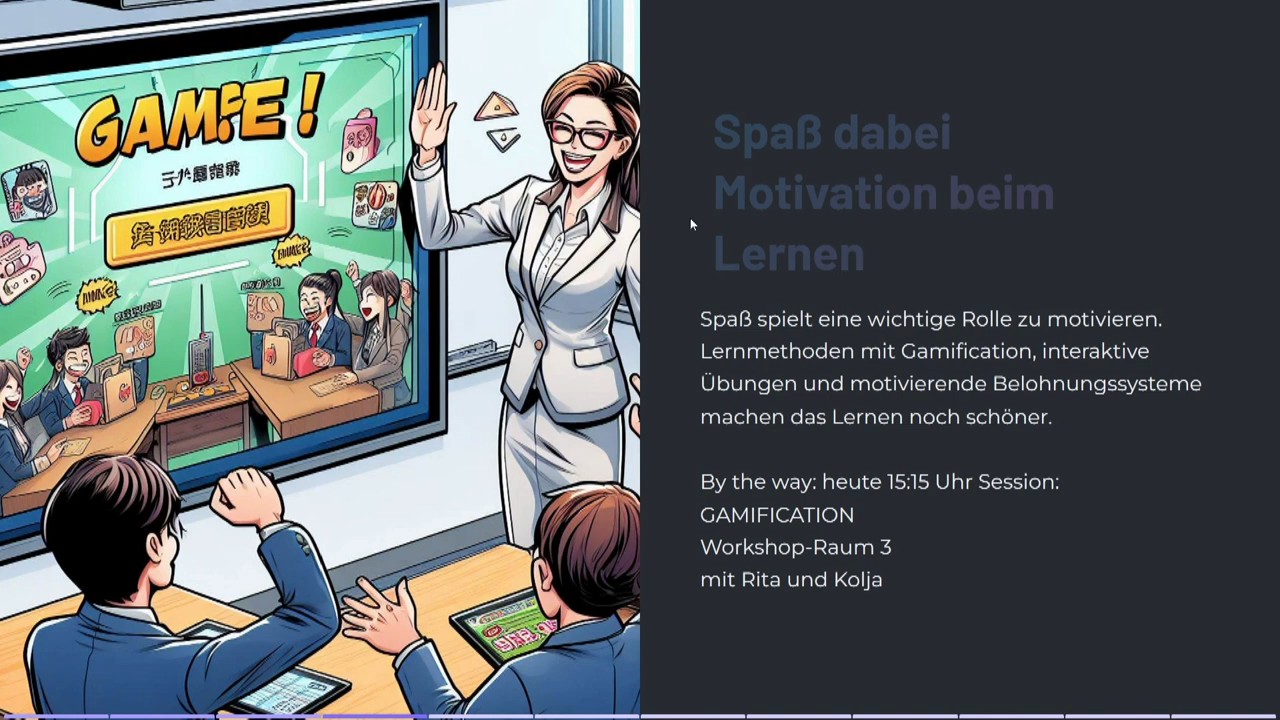 GAMEE!
Spaß dabei
Motivation beim
Lernen
Spaß spielt eine wichtige Rolle zu motivieren.
Lernmethoden mit Gamification, interaktive
Übungen und motivierende Belohnungssysteme
machen das Lernen noch schöner.
By the way: heute 15:15 Uhr Session:
GAMIFICATION
Workshop-Raum 3
mit Rita und Kolja